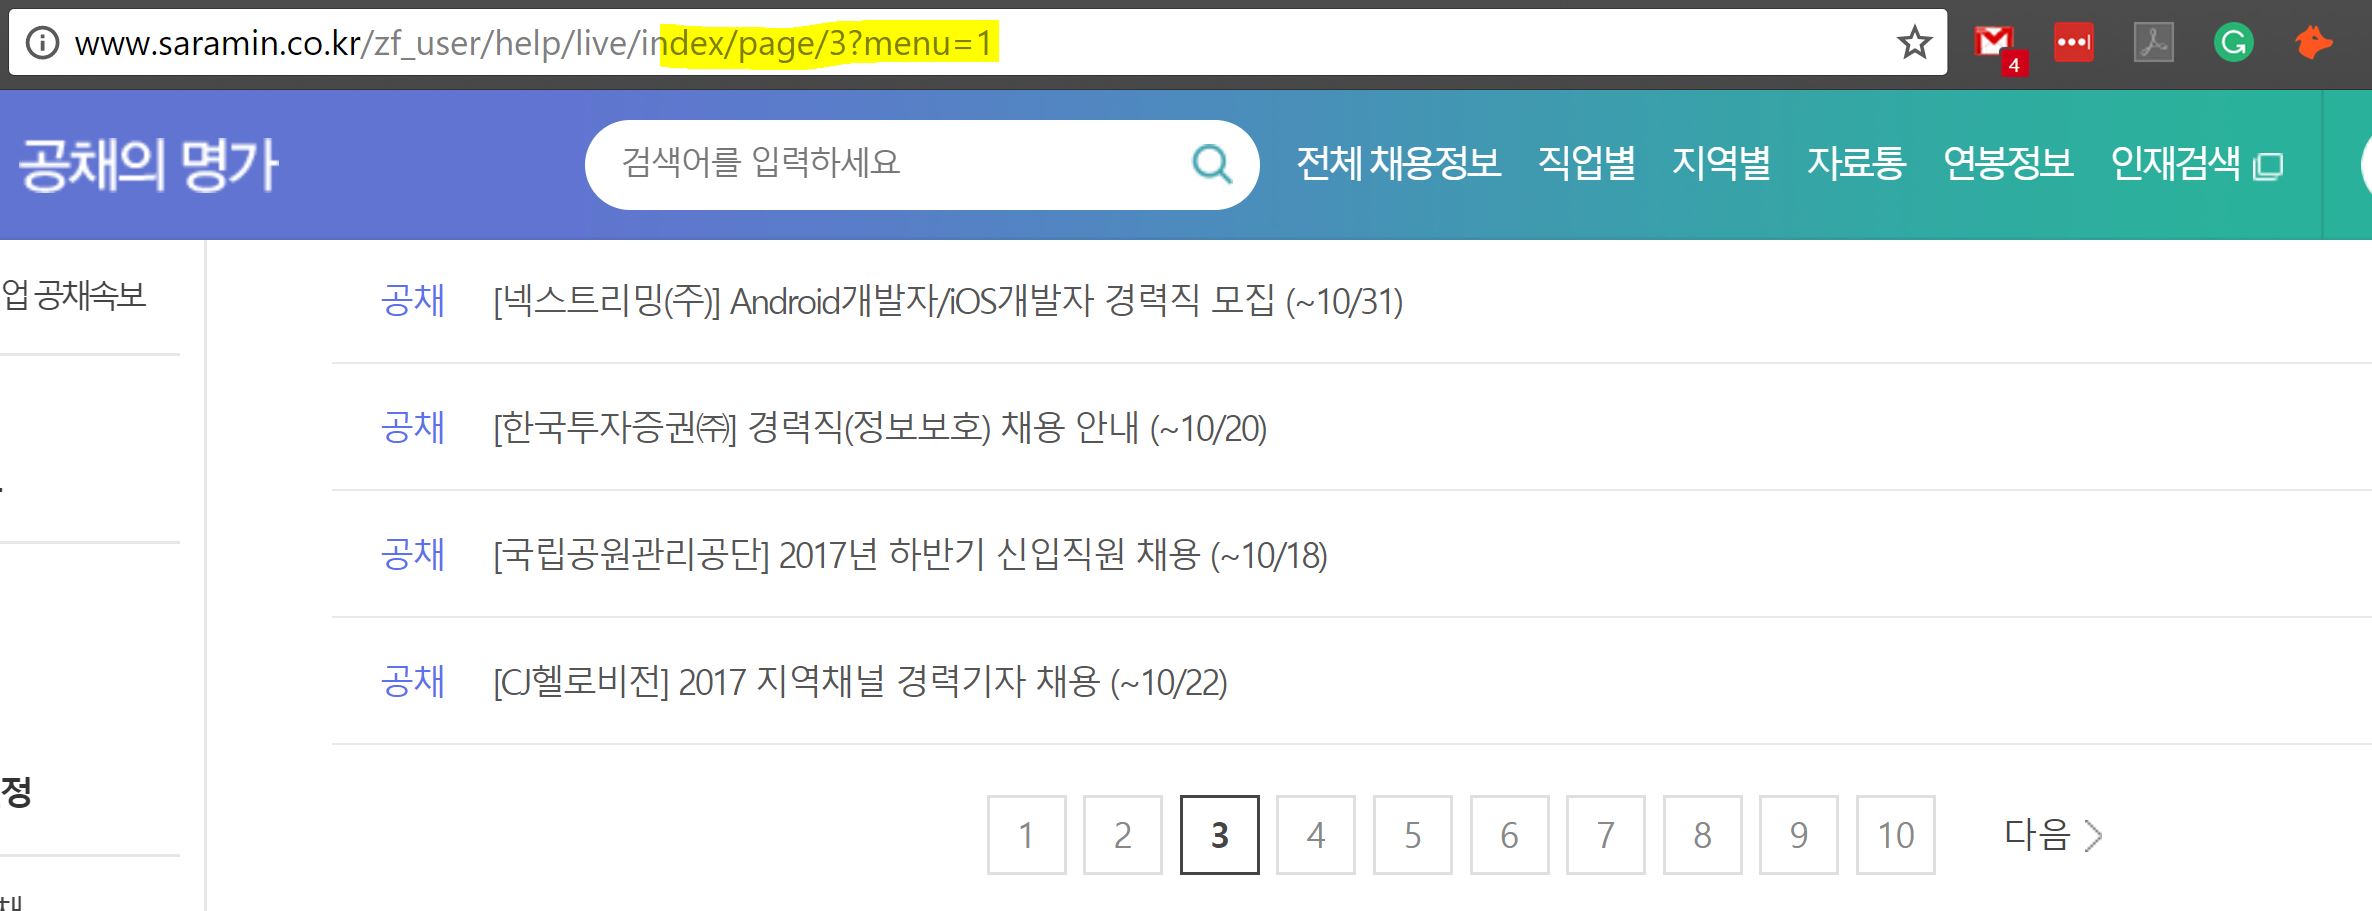 www.saramin.co.kr/zf_user/help/live/index/page/3?menu=1
4
공채의 명가
검색어를 입력하세요
전체 채용정보 직업별 지역별 자료통 연봉정보 인재검색
업 공채속보
공채 [넥스트리밍(주)] Android개발자/iOS개발자 경력직 모집 (~10/31)
공채 [한국투자증권㈜] 경력직(정보보호) 채용 안내 (~10/20)
공채 [국립공원관리공단] 2017년 하반기 신입직원 채용 (~10/18)
공채 [CJ헬로비전] 2017 지역채널 경력기자 채용 (~10/22)
정
1 2 3 4 5 6 7 8 9 10 다음